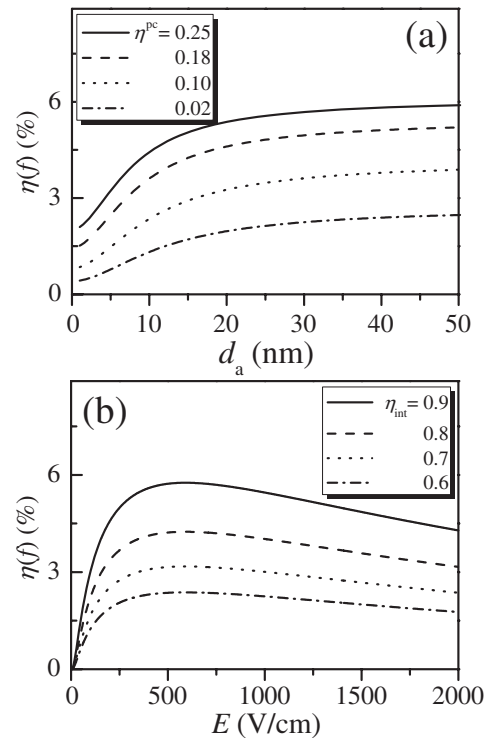 η^pc = 0.25
0.18
0.10
0.02
(a)
6
3
0
η(f) (%)
0 10 20 30 40 50
d_a (nm)
(b)
η_int = 0.9
0.8
0.7
0.6
6
3
0
η(f) (%)
0 500 1000 1500 2000
E (V/cm)